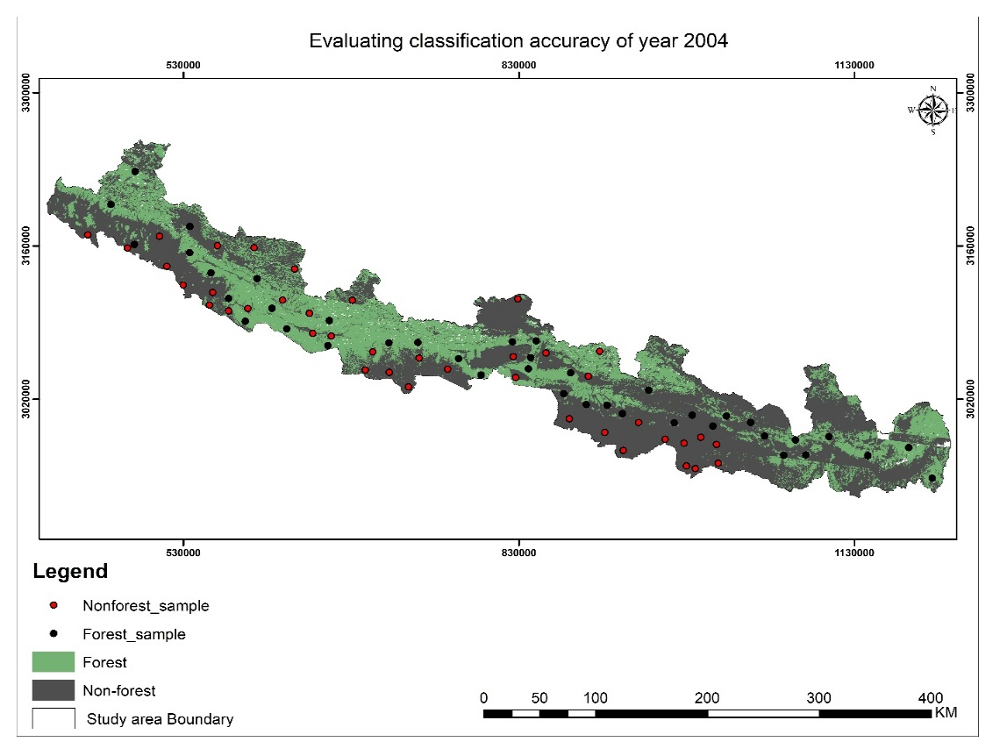 Evaluating classification accuracy of year 2004
530000 830000 1130000
3300000 3300000
N
W E
S
3160000 3160000
3020000 3020000
530000 830000 1130000
Legend
Nonforest_sample
Forest_sample
Forest
Non-forest
Study area Boundary
0 50 100 200 300 400
KM